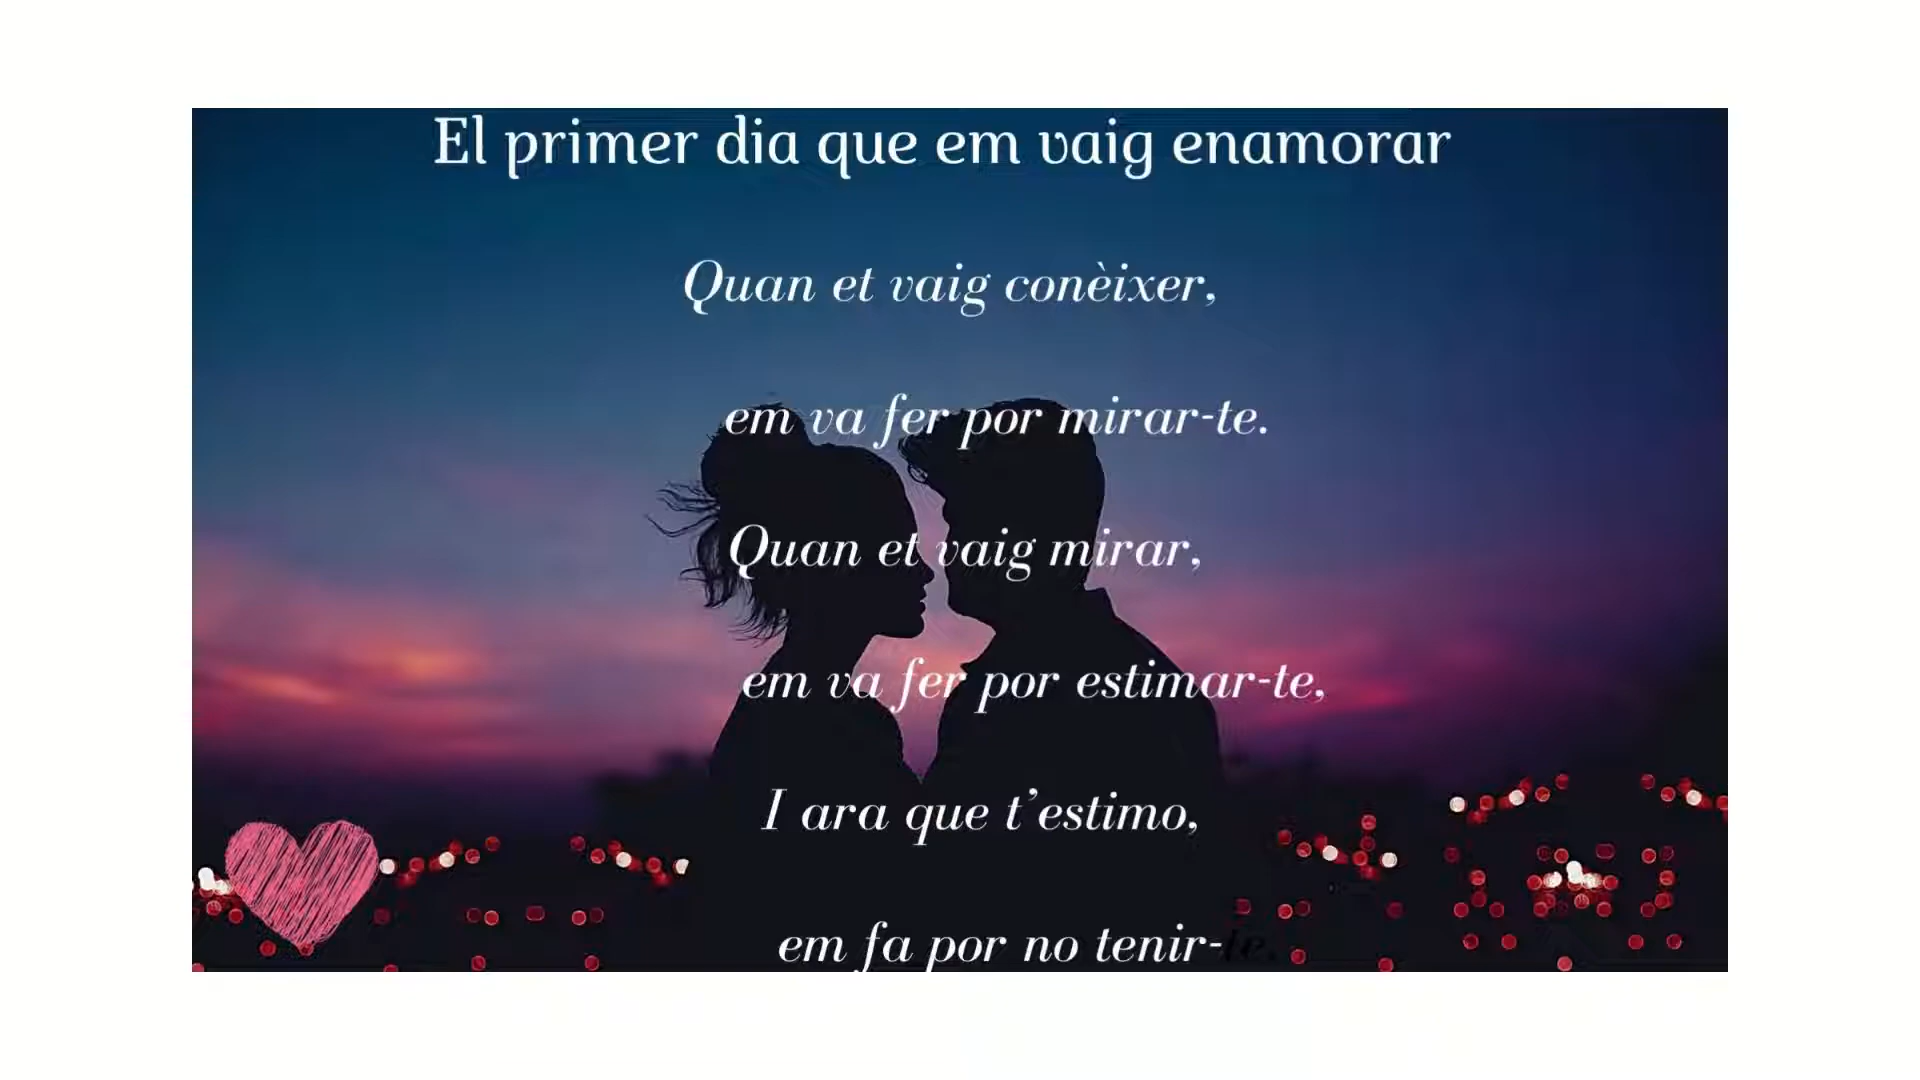 El primer dia que em vaig enamorar
Quan et vaig conèixer,
em va fer por mirar-te.
Quan et vaig mirar,
em va fer por estimar-te,
I ara que t’estimo,
em fa por no tenir-te.